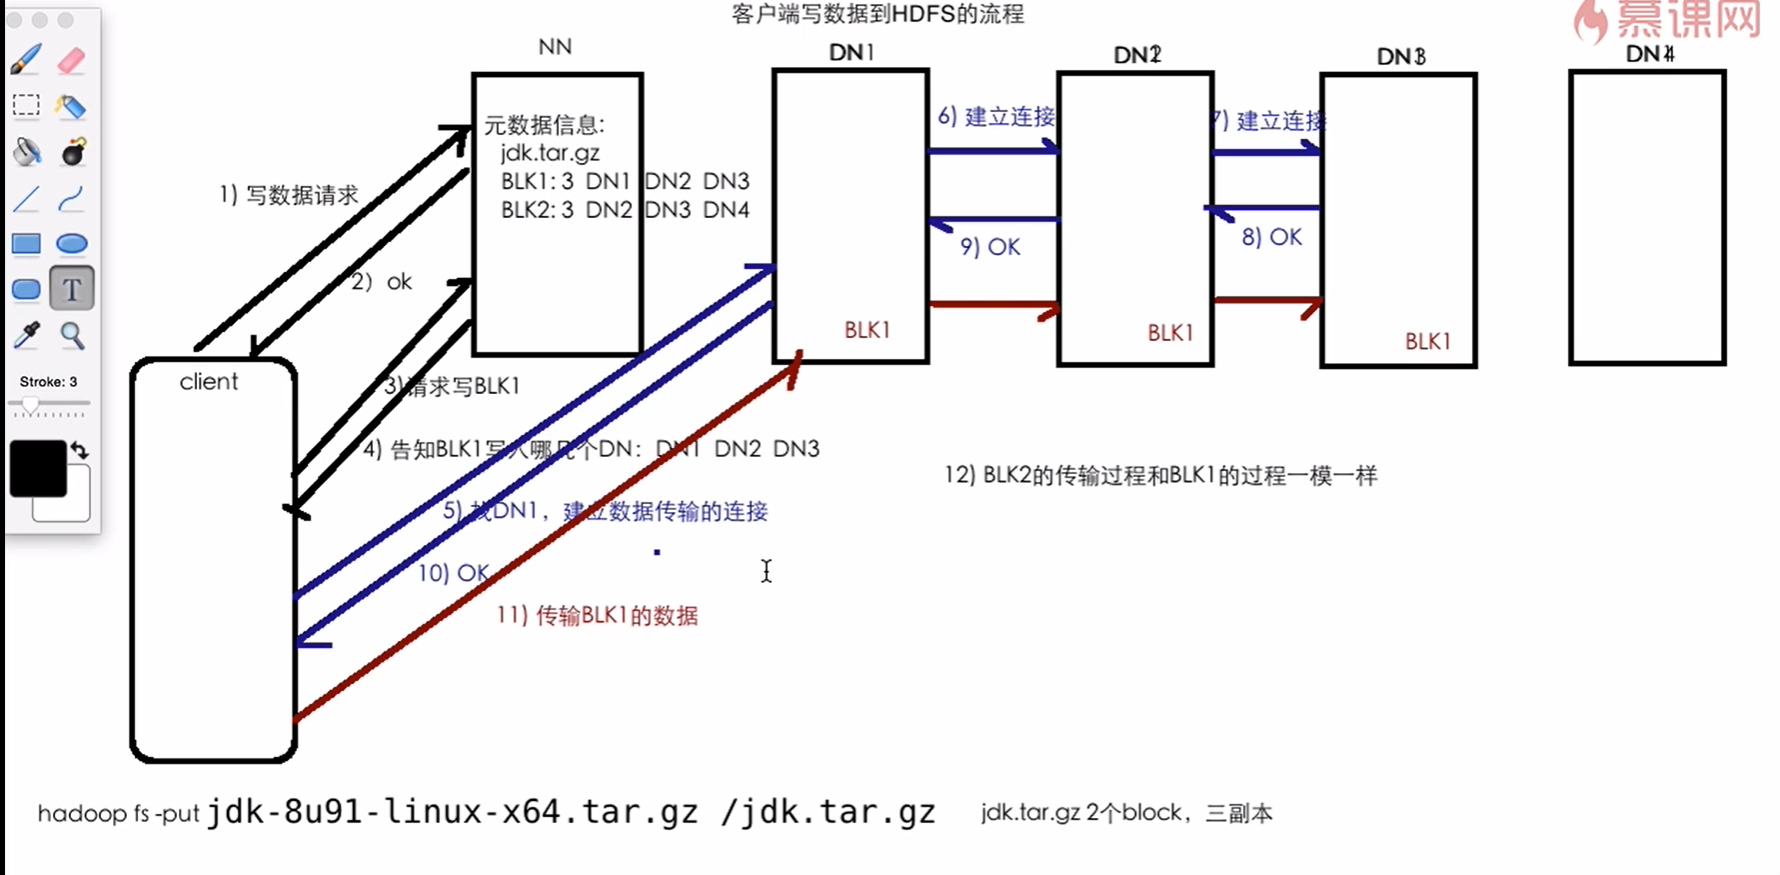 客户端写数据到HDFS的流程
慕课网
NN
DN1
DN2
DN3
DN4
元数据信息:
jdk.tar.gz
BLK1: 3 DN1 DN2 DN3
BLK2: 3 DN2 DN3 DN4
6) 建立连接
7) 建立连接
1) 写数据请求
9) OK
8) OK
2) ok
T
BLK1
BLK1
BLK1
Stroke: 3
client
3)请求写BLK1
4) 告知BLK1写入哪几个DN: DN1 DN2 DN3
12) BLK2的传输过程和BLK1的过程一模一样
5) 找DN1，建立数据传输的连接
10) OK
11) 传输BLK1的数据
hadoop fs -put jdk-8u91-linux-x64.tar.gz /jdk.tar.gz
jdk.tar.gz 2个block，三副本